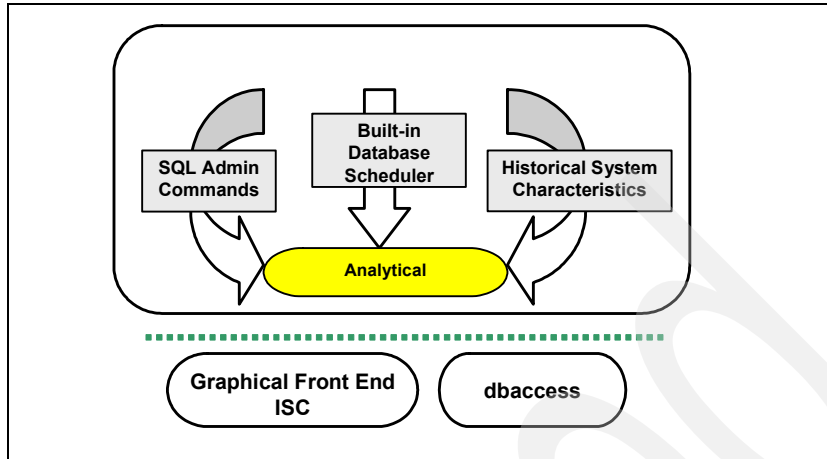 SQL Admin
Commands
Built-in
Database
Scheduler
Historical System
Characteristics
Analytical
Graphical Front End
ISC
dbaccess